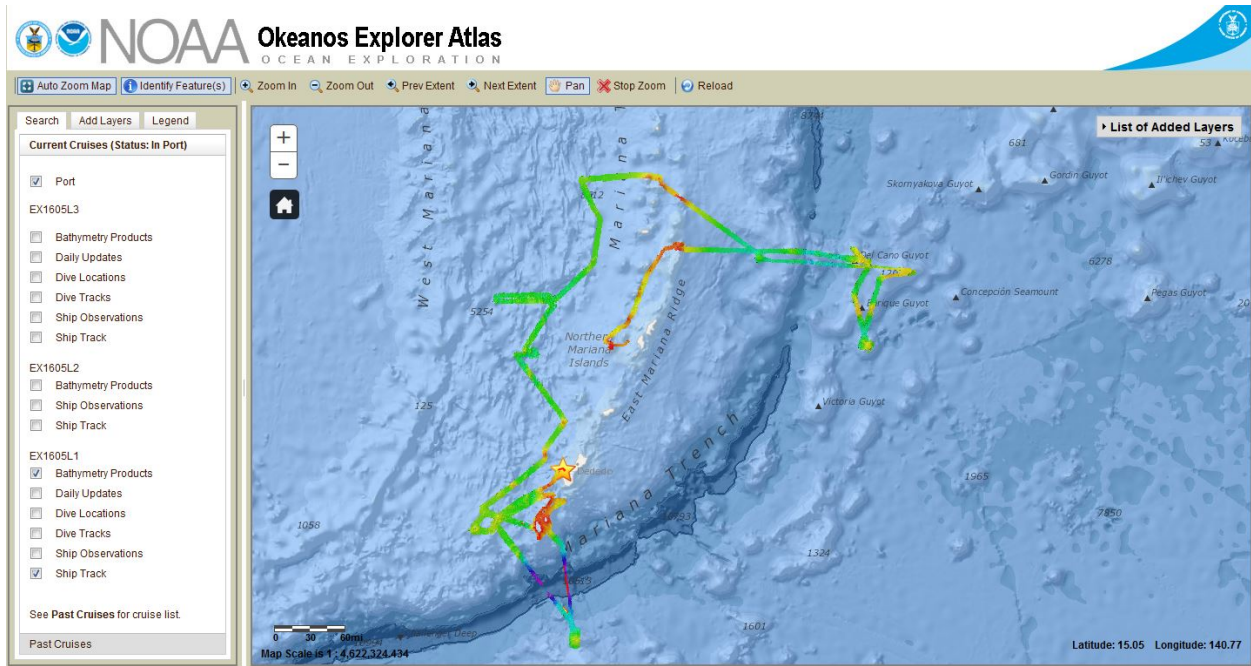 NOAA Okeanos Explorer Atlas
OCEAN EXPLORATION
Auto Zoom Map Identify Feature(s) Zoom In Zoom Out Prev Extent Next Extent Pan Stop Zoom Reload
Search Add Layers Legend
Current Cruises (Status: In Port)
Port
EX1605L3
Bathymetry Products
Daily Updates
Dive Locations
Dive Tracks
Ship Observations
Ship Track
EX1605L2
Bathymetry Products
Ship Observations
Ship Track
EX1605L1
Bathymetry Products
Daily Updates
Dive Locations
Dive Tracks
Ship Observations
Ship Track
See Past Cruises for cruise list.
Past Cruises
+
−
List of Added Layers
8241
681
53
Skornyakova Guyot
Gordin Guyot
Il'ichev Guyot
West Mariana
Mariana
Del Cano Guyot
6278
Concepción Seamount
Pegas Guyot
Enrique Guyot
5254
Northern
Mariana
Islands
East Mariana Ridge
125
Victoria Guyot
Mariana Trench
1965
1058
7850
1324
1601
0 30 60mi
Map Scale is 1 : 4,622,324.434
Latitude: 15.05 Longitude: 140.77